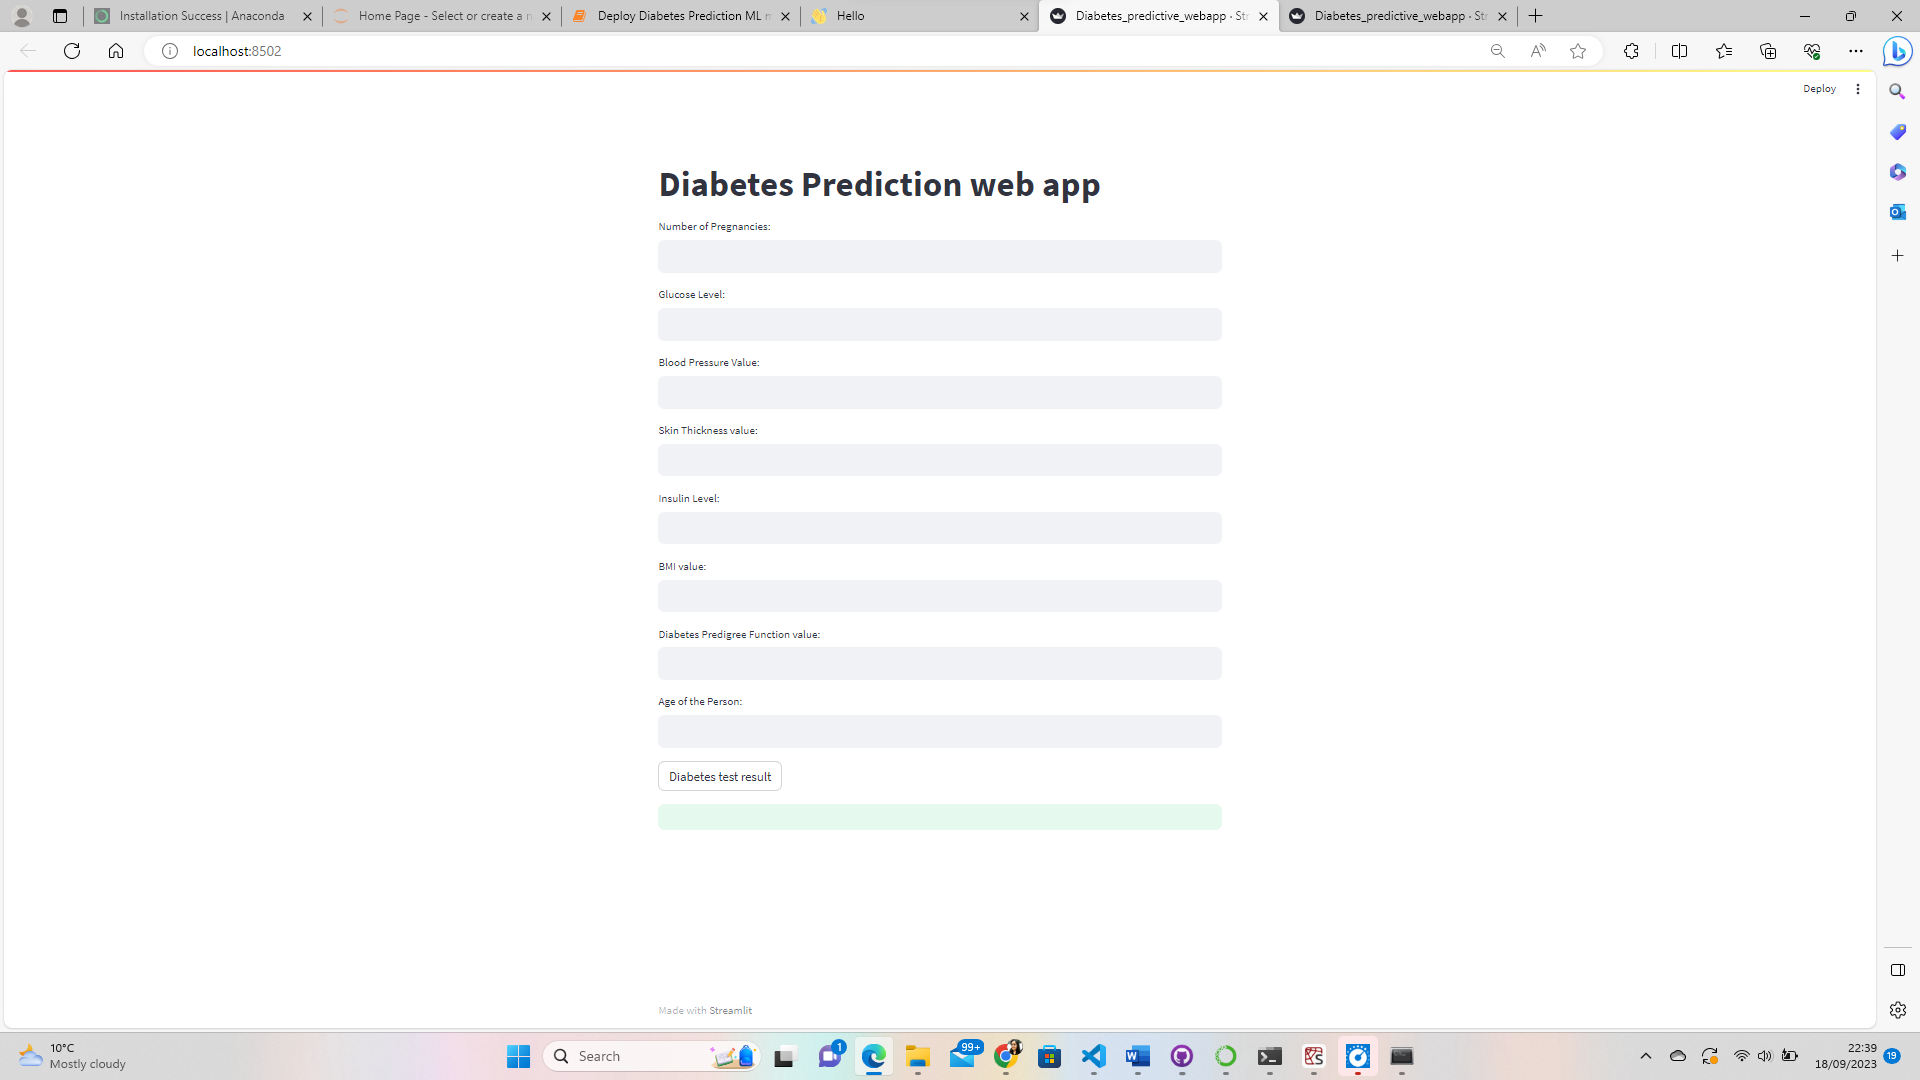 Installation Success | Anaconda
Home Page - Select or create a n
Deploy Diabetes Prediction ML m
Hello
Diabetes_predictive_webapp · Str
Diabetes_predictive_webapp · Str
localhost:8502
Deploy
Diabetes Prediction web app
Number of Pregnancies:
Glucose Level:
Blood Pressure Value:
Skin Thickness value:
Insulin Level:
BMI value:
Diabetes Predigree Function value:
Age of the Person:
Diabetes test result
Made with Streamlit
10°C
Mostly cloudy
Search
1
99+
22:39
18/09/2023
19